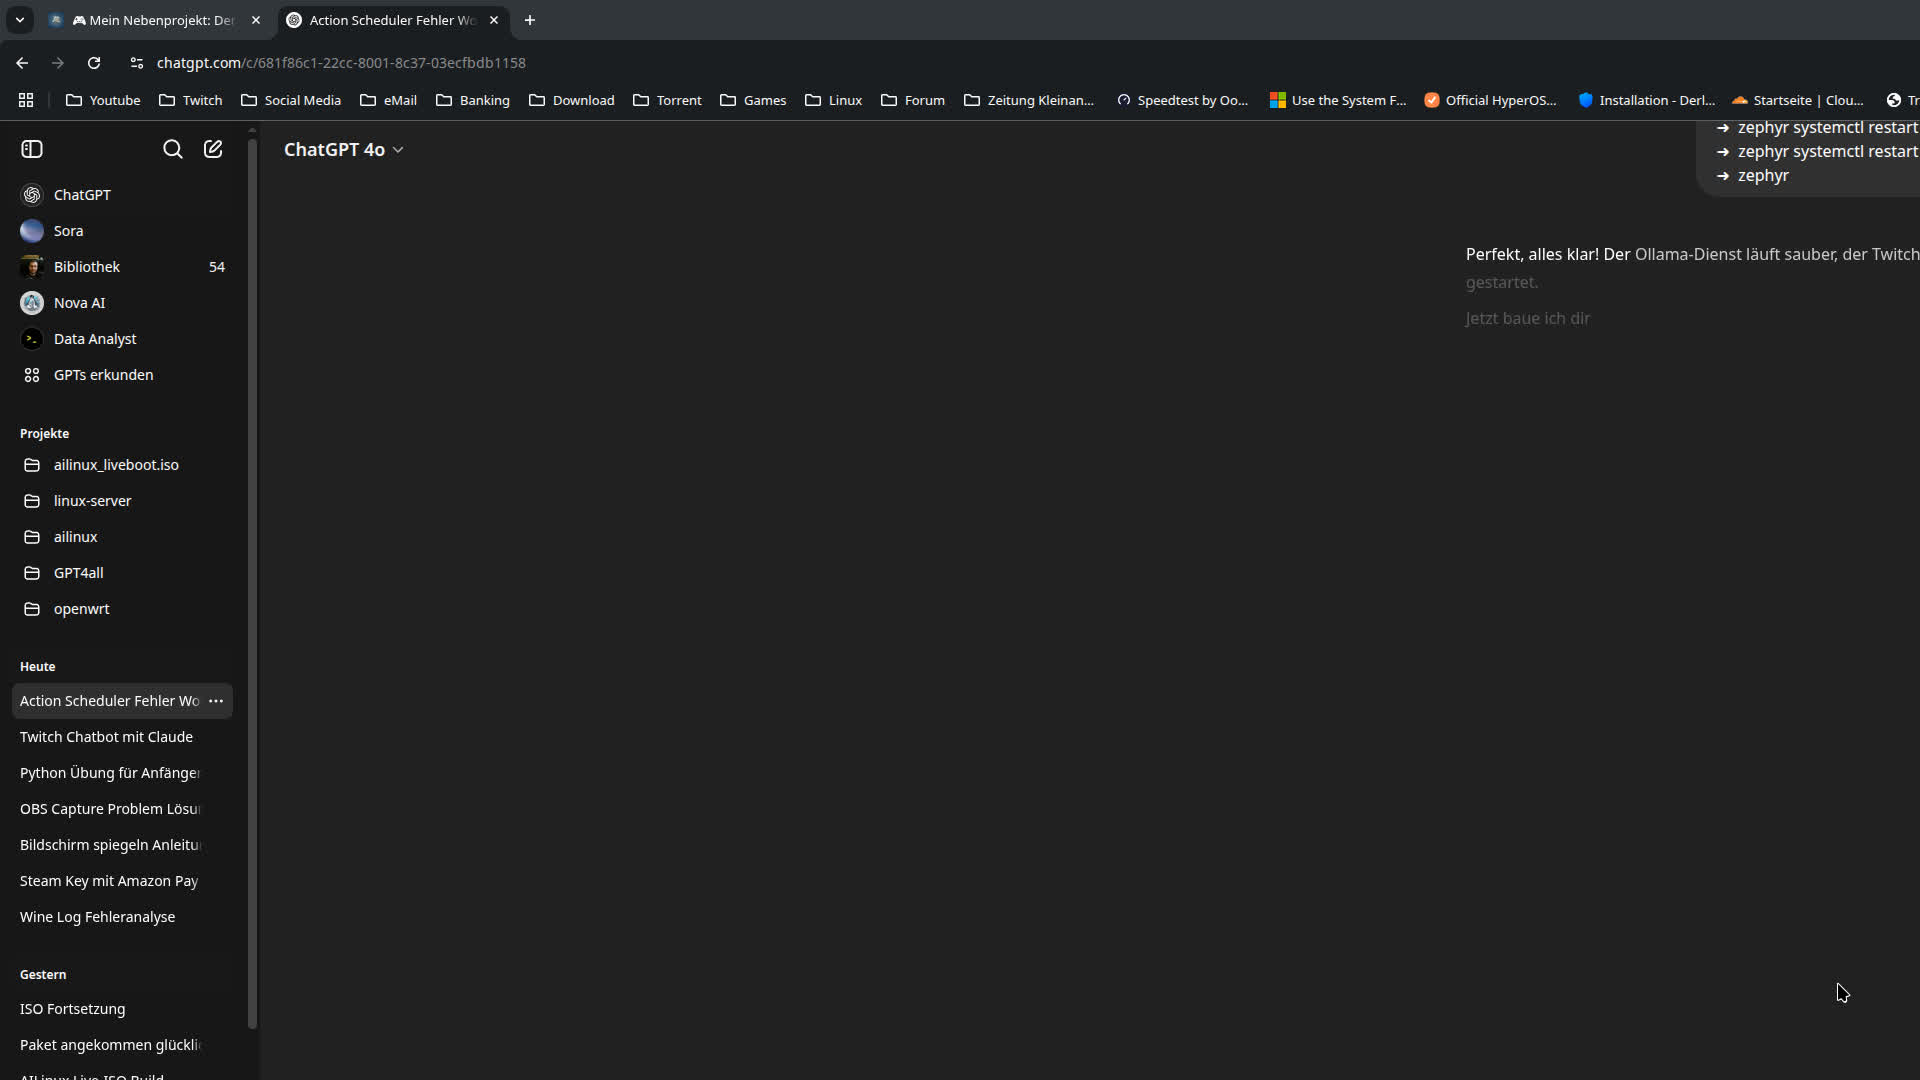 🎮 Mein Nebenprojekt: Der
Action Scheduler Fehler Wo
chatgpt.com/c/681f86c1-22cc-8001-8c37-03ecfbdb1158
Youtube Twitch Social Media eMail Banking Download Torrent Games Linux Forum Zeitung Kleinan... Speedtest by Oo... Use the System F... Official HyperOS... Installation - Derl... Startseite | Clou... Tr
ChatGPT 4o
→ zephyr systemctl restart
→ zephyr systemctl restart
→ zephyr
Perfekt, alles klar! Der Ollama-Dienst läuft sauber, der Twitch
gestartet.
Jetzt baue ich dir
ChatGPT
Sora
Bibliothek 54
Nova AI
Data Analyst
GPTs erkunden
Projekte
ailinux_liveboot.iso
linux-server
ailinux
GPT4all
openwrt
Heute
Action Scheduler Fehler Wo
Twitch Chatbot mit Claude
Python Übung für Anfänger
OBS Capture Problem Lösu
Bildschirm spiegeln Anleitu
Steam Key mit Amazon Pay
Wine Log Fehleranalyse
Gestern
ISO Fortsetzung
Paket angekommen glückli
AILinux Live ISO Build